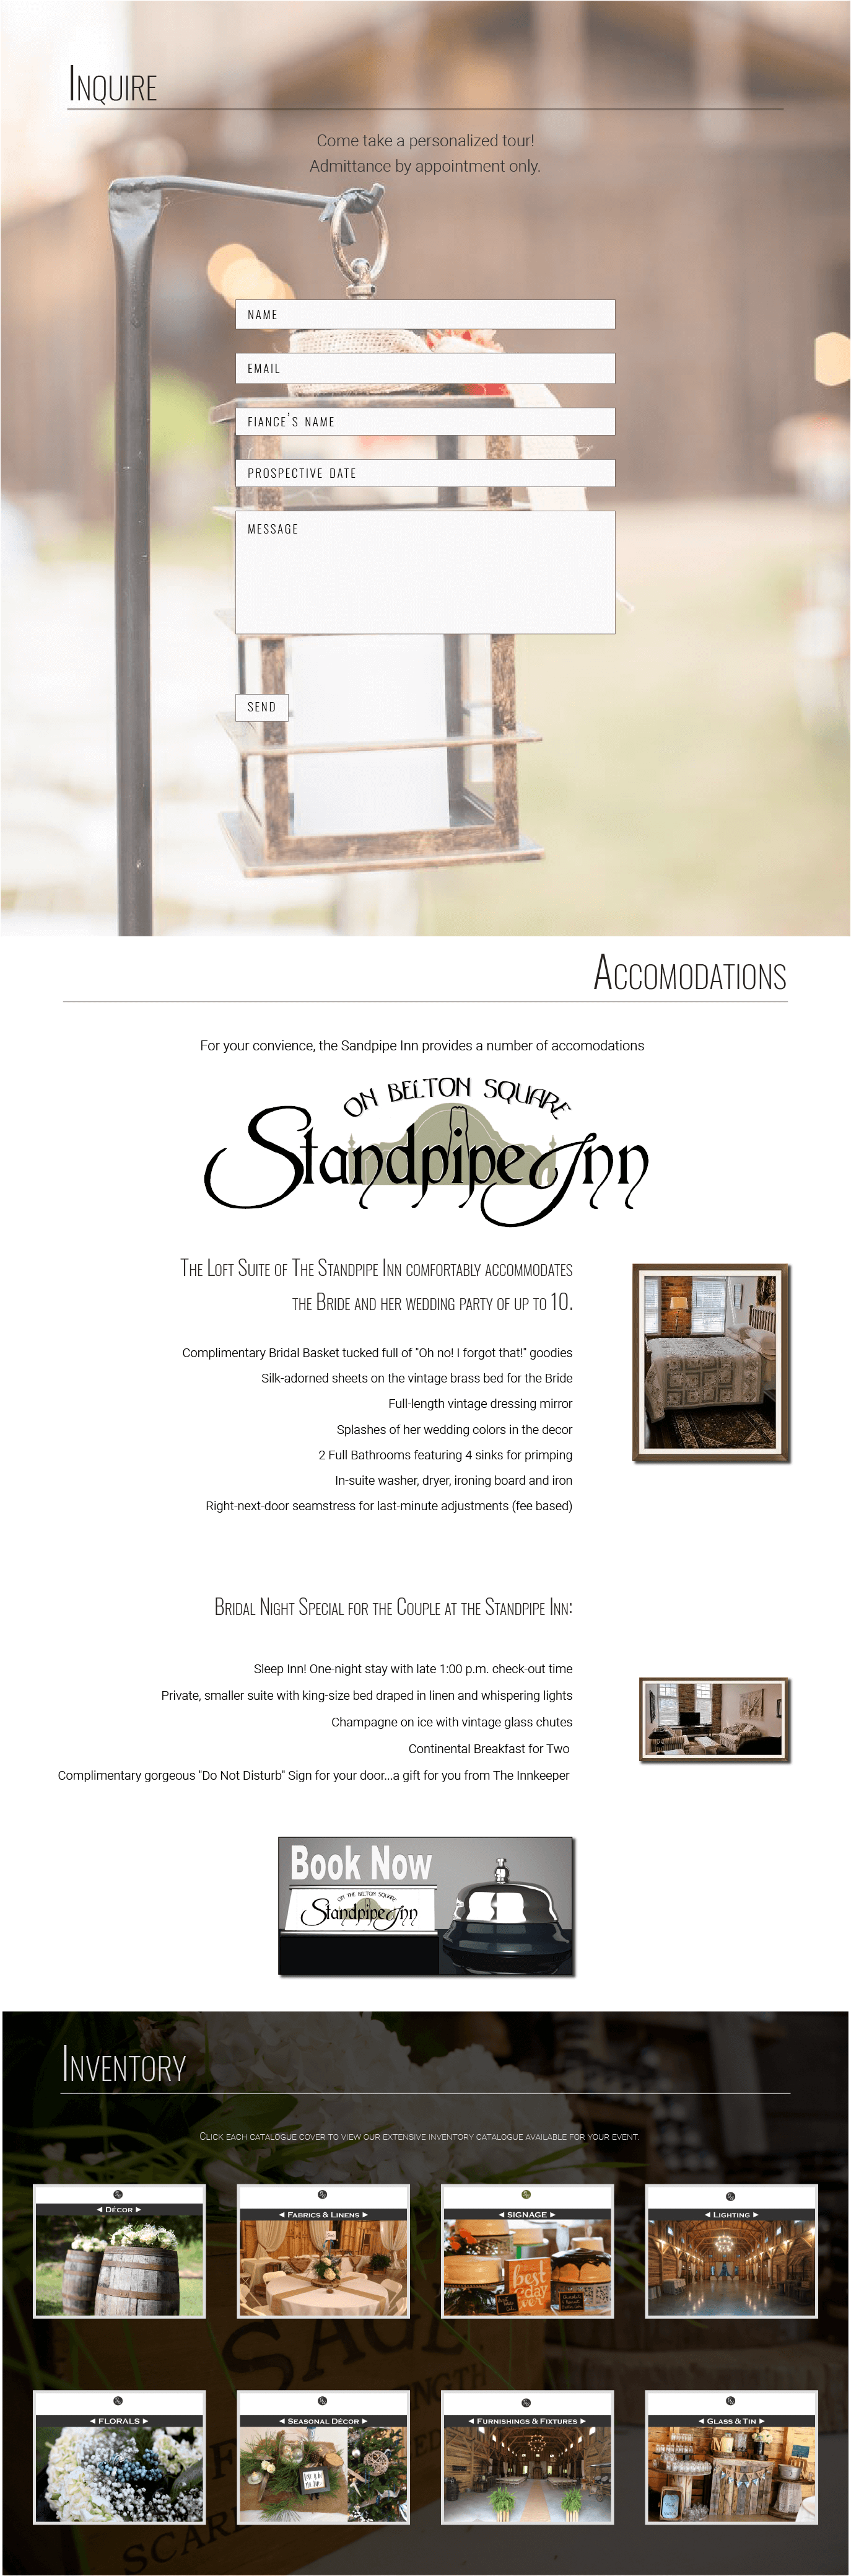 INQUIRE
Come take a personalized tour!
Admittance by appointment only.
NAME
EMAIL
FIANCE'S NAME
PROSPECTIVE DATE
MESSAGE
SEND
ACCOMODATIONS
For your convience, the Sandpipe Inn provides a number of accomodations
ON BELTON SQUARE
Standpipe Inn
THE LOFT SUITE OF THE STANDPIPE INN COMFORTABLY ACCOMMODATES
THE BRIDE AND HER WEDDING PARTY OF UP TO 10.
Complimentary Bridal Basket tucked full of "Oh no! I forgot that!" goodies
Silk-adorned sheets on the vintage brass bed for the Bride
Full-length vintage dressing mirror
Splashes of her wedding colors in the decor
2 Full Bathrooms featuring 4 sinks for primping
In-suite washer, dryer, ironing board and iron
Right-next-door seamstress for last-minute adjustments (fee based)
BRIDAL NIGHT SPECIAL FOR THE COUPLE AT THE STANDPIPE INN:
Sleep Inn! One-night stay with late 1:00 p.m. check-out time
Private, smaller suite with king-size bed draped in linen and whispering lights
Champagne on ice with vintage glass chutes
Continental Breakfast for Two
Complimentary gorgeous "Do Not Disturb" Sign for your door...a gift for you from The Innkeeper
Book Now
ON THE BELTON SQUARE
Standpipe Inn
INVENTORY
CLICK EACH CATALOGUE COVER TO VIEW OUR EXTENSIVE INVENTORY CATALOGUE AVAILABLE FOR YOUR EVENT.
◄ DÉCOR ►
◄ FABRICS & LINENS ►
◄ SIGNAGE ►
◄ LIGHTING ►
best
day
ever
◄ FLORALS ►
◄ SEASONAL DÉCOR ►
◄ FURNISHINGS & FIXTURES ►
◄ GLASS & TIN ►